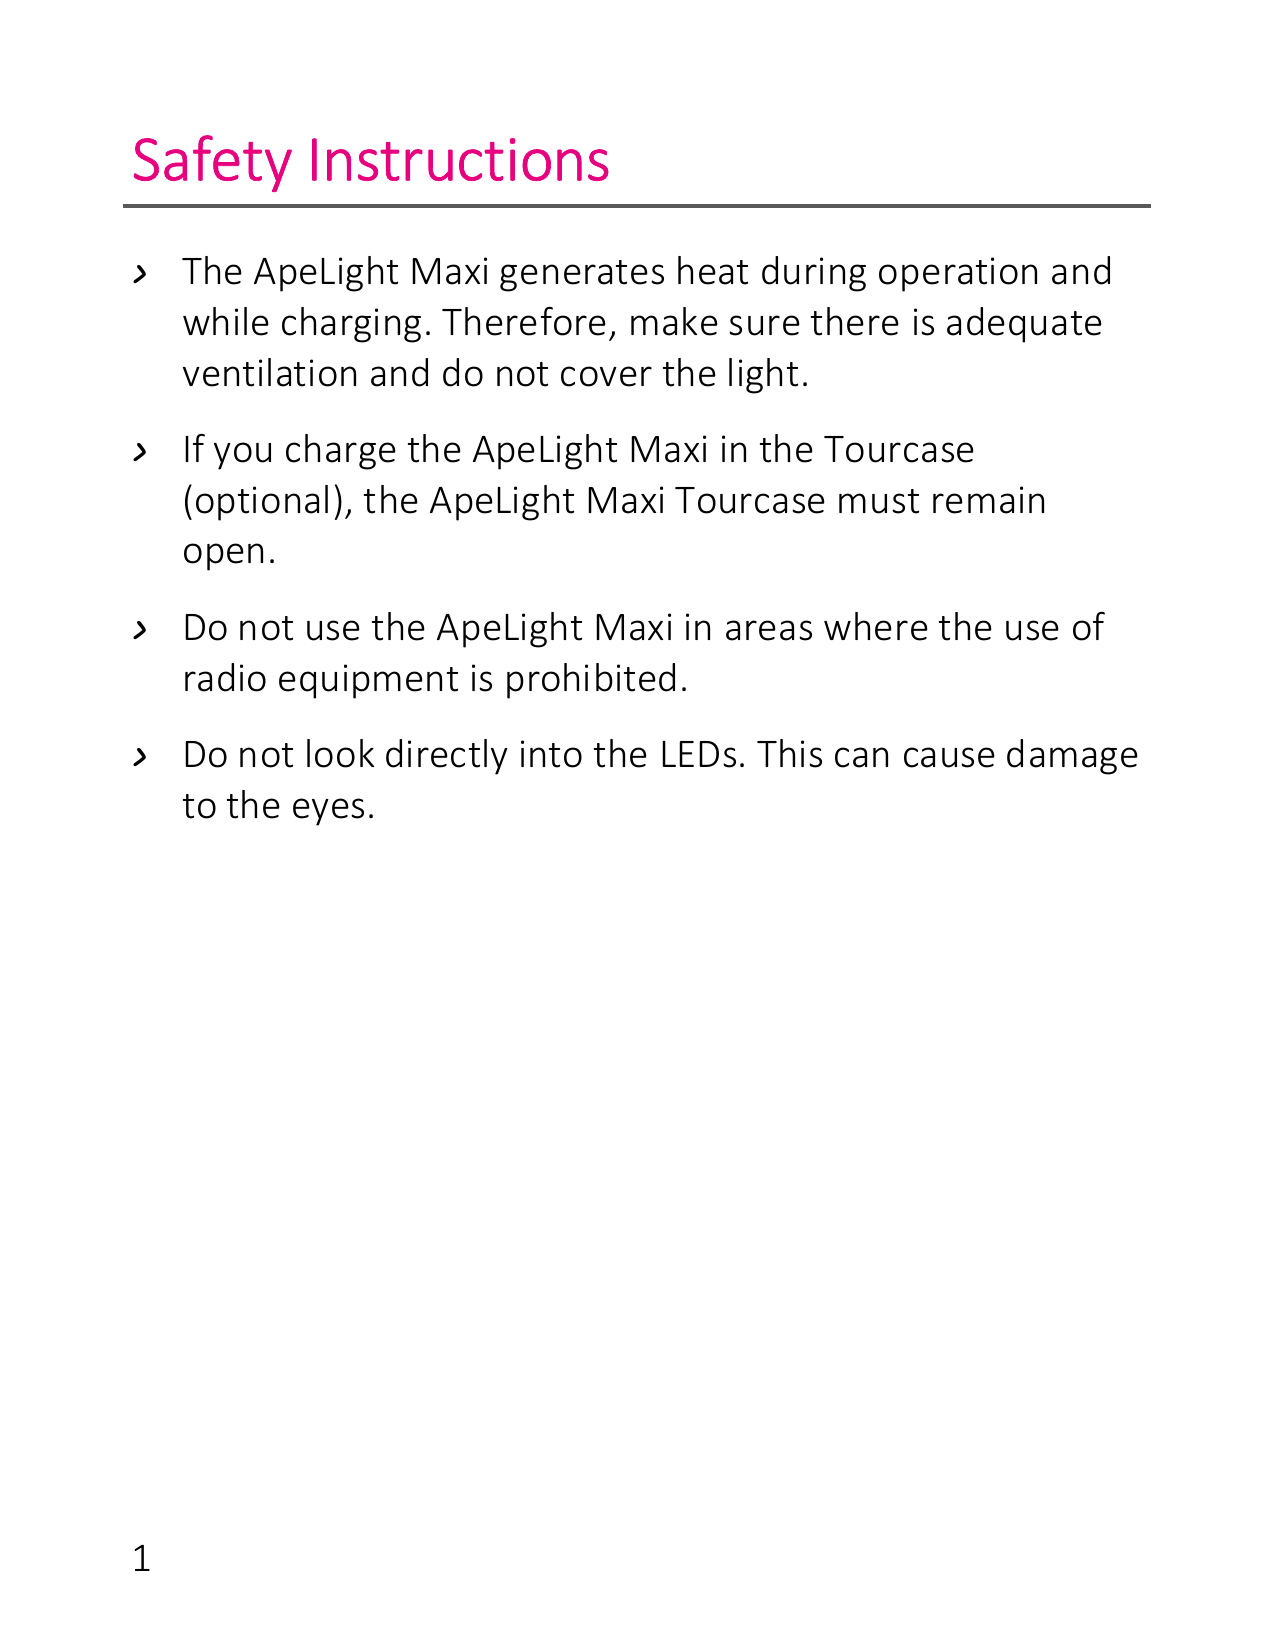 Safety Instructions
› The ApeLight Maxi generates heat during operation and
while charging. Therefore, make sure there is adequate
ventilation and do not cover the light.
› If you charge the ApeLight Maxi in the Tourcase
(optional), the ApeLight Maxi Tourcase must remain
open.
› Do not use the ApeLight Maxi in areas where the use of
radio equipment is prohibited.
› Do not look directly into the LEDs. This can cause damage
to the eyes.
1